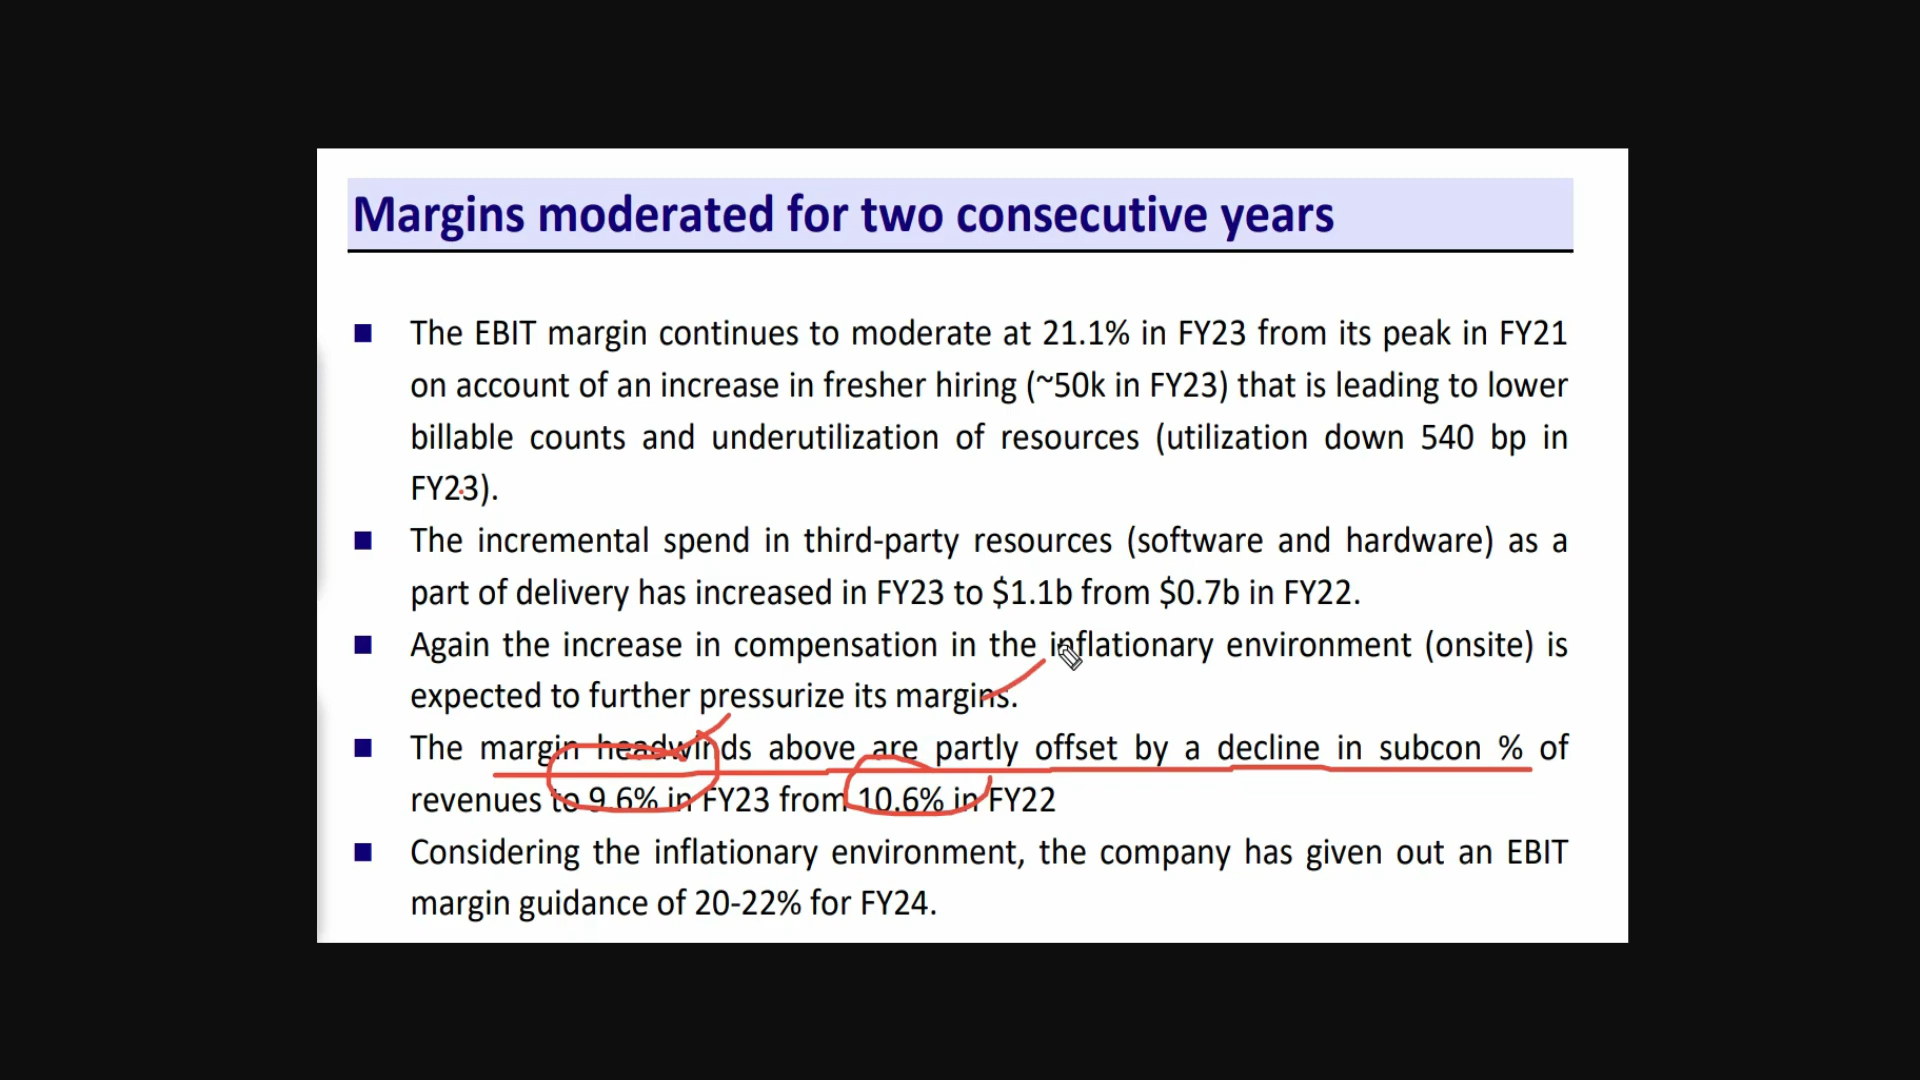 Margins moderated for two consecutive years
The EBIT margin continues to moderate at 21.1% in FY23 from its peak in FY21
on account of an increase in fresher hiring (~50k in FY23) that is leading to lower
billable counts and underutilization of resources (utilization down 540 bp in
FY23).
The incremental spend in third-party resources (software and hardware) as a
part of delivery has increased in FY23 to $1.1b from $0.7b in FY22.
Again the increase in compensation in the inflationary environment (onsite) is
expected to further pressurize its margins.
The margin headwinds above are partly offset by a decline in subcon % of
revenues to 9.6% in FY23 from 10.6% in FY22
Considering the inflationary environment, the company has given out an EBIT
margin guidance of 20-22% for FY24.